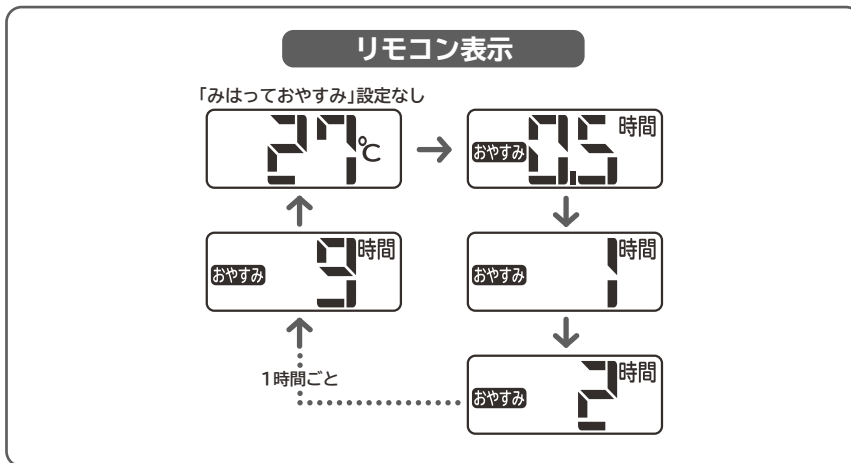 リモコン表示
「みはっておやすみ」設定なし
27℃
おやすみ 0.5 時間
おやすみ 9 時間
おやすみ 1 時間
1時間ごと
おやすみ 2 時間